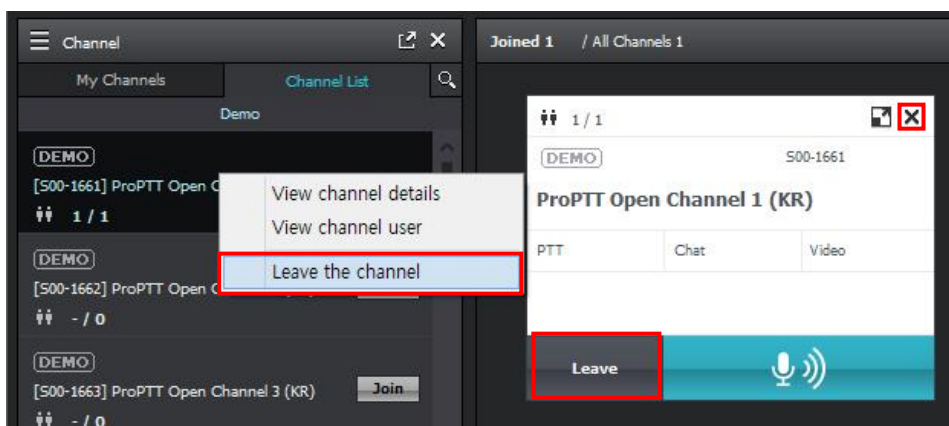 Channel
My Channels
Channel List
Demo
DEMO
[S00-1661] ProPTT Open C
1 / 1
DEMO
[S00-1662] ProPTT Open C
- / 0
DEMO
[S00-1663] ProPTT Open Channel 3 (KR)
Join
- / 0
View channel details
View channel user
Leave the channel
Joined 1 / All Channels 1
1 / 1
DEMO
S00-1661
ProPTT Open Channel 1 (KR)
PTT
Chat
Video
Leave